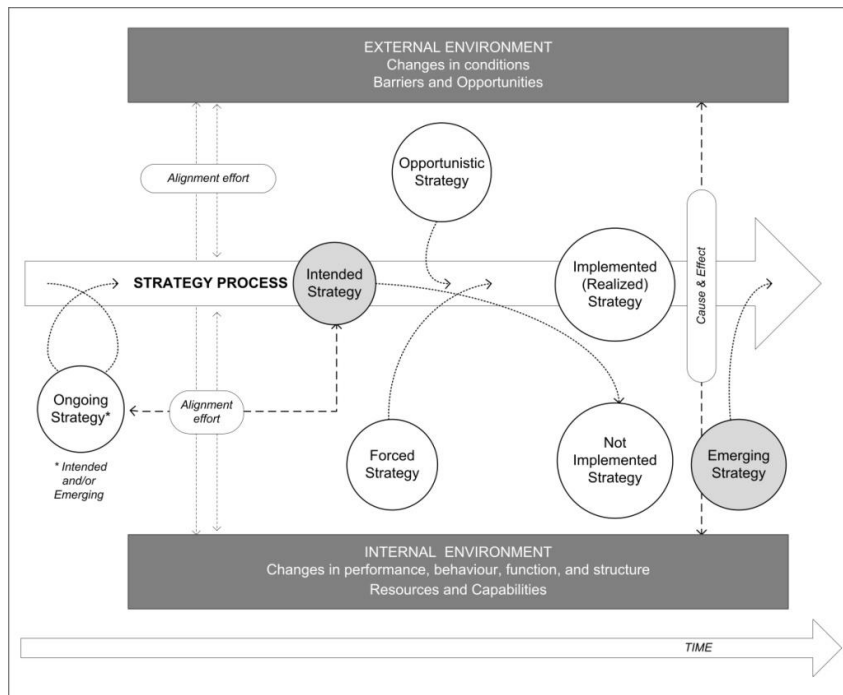 EXTERNAL ENVIRONMENT
Changes in conditions
Barriers and Opportunities
Opportunistic
Strategy
Alignment effort
STRATEGY PROCESS
Intended
Strategy
Implemented
(Realized)
Strategy
Cause & Effect
Ongoing
Strategy*
Alignment
effort
* Intended
and/or
Emerging
Forced
Strategy
Not
Implemented
Strategy
Emerging
Strategy
INTERNAL ENVIRONMENT
Changes in performance, behaviour, function, and structure
Resources and Capabilities
TIME